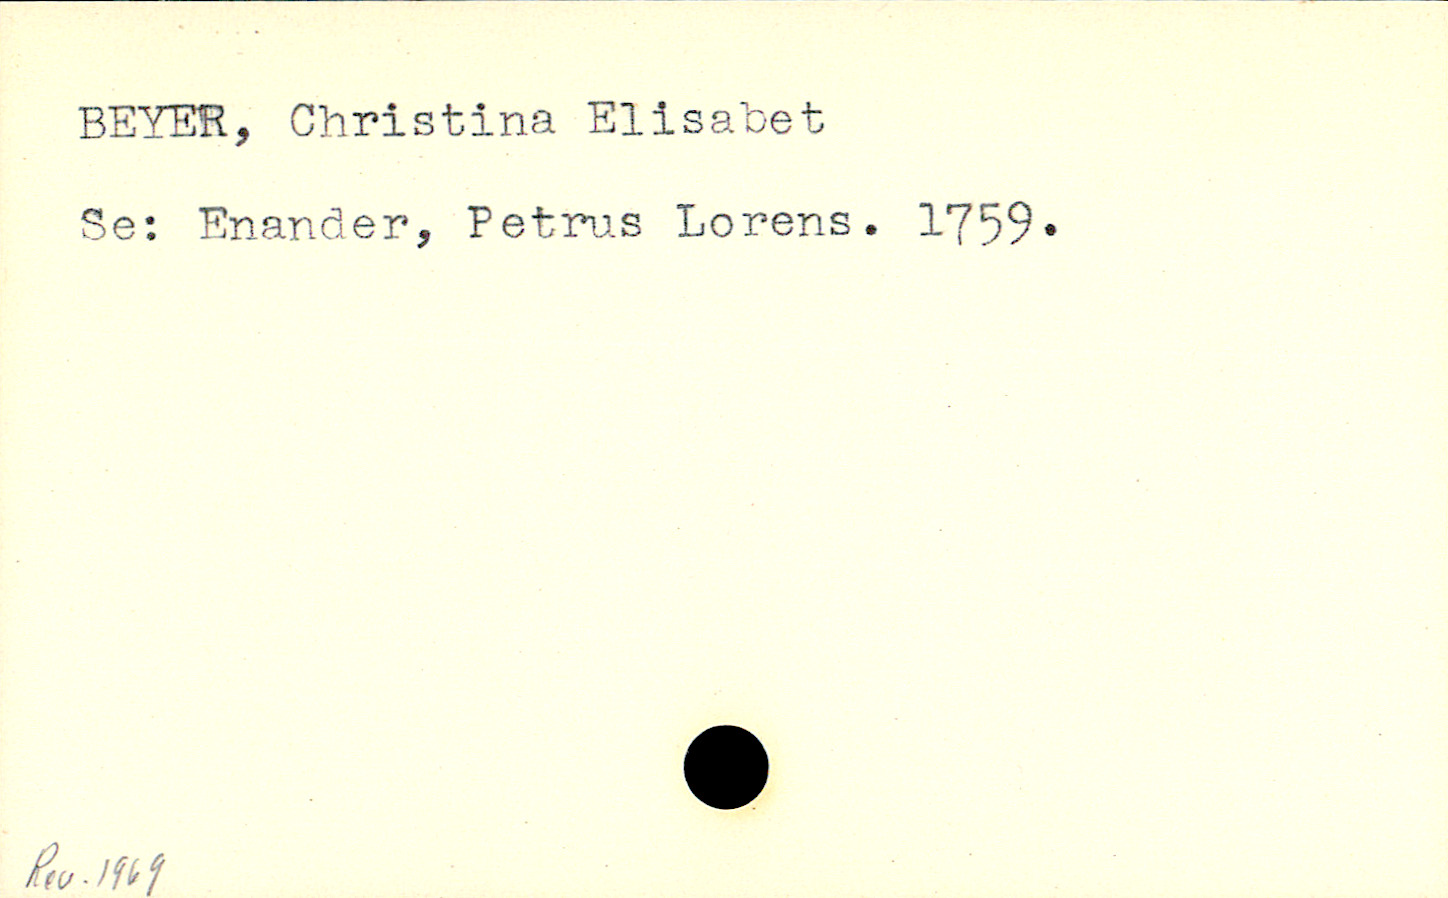 BEYER, Christina Elisabet
Se: Enander, Petrus Lorens. 1759.
Rev. 1969